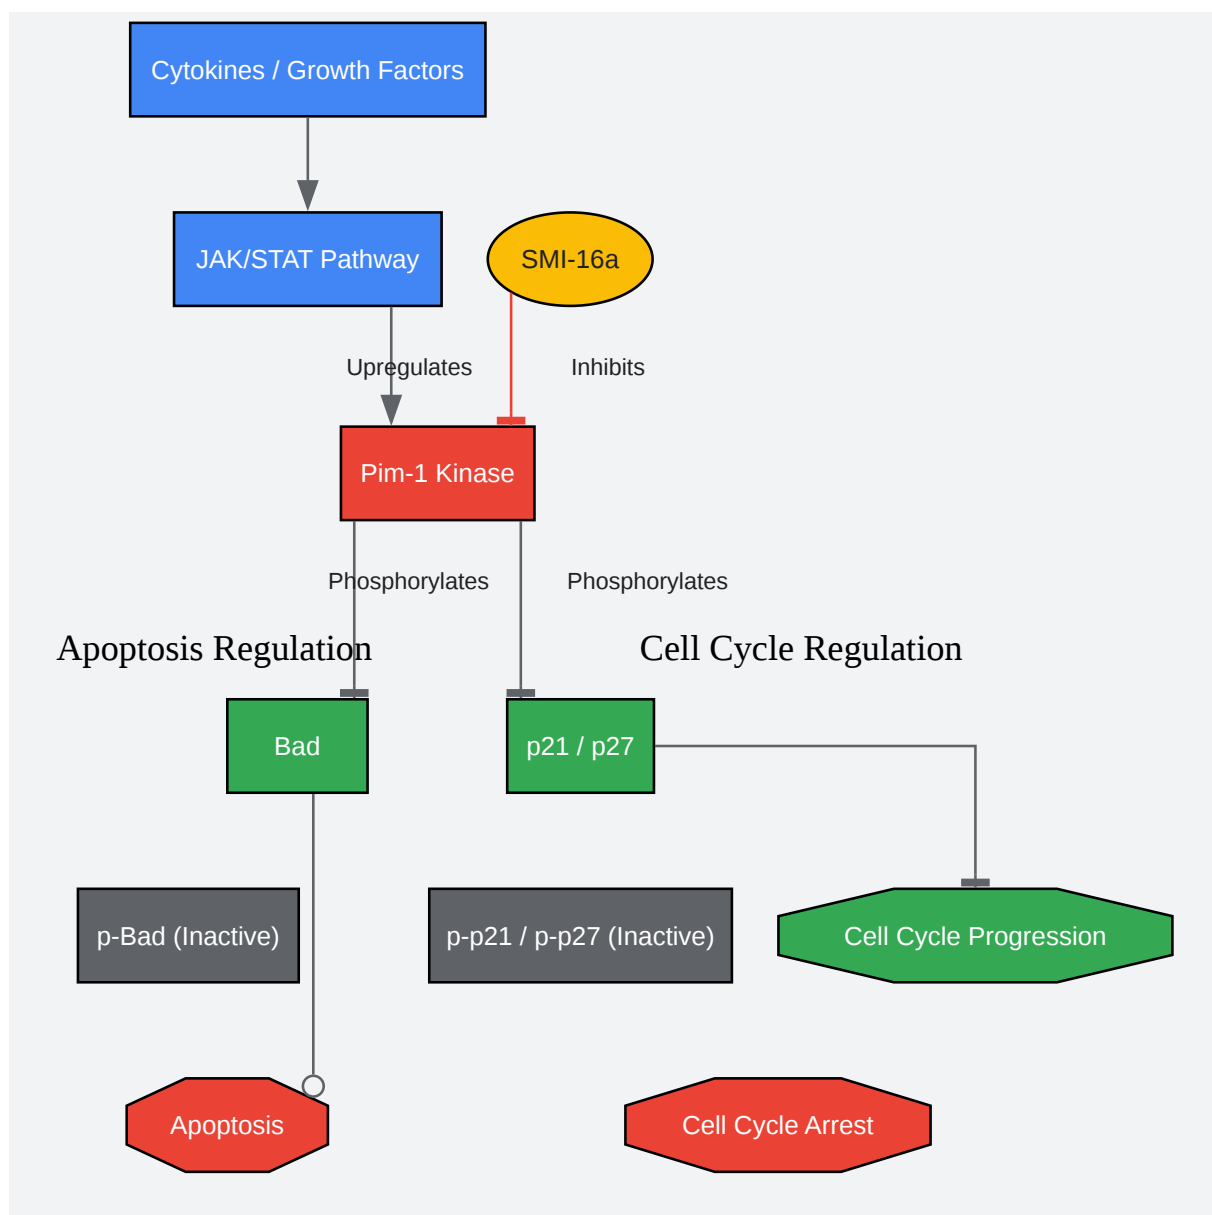 Cytokines / Growth Factors
JAK/STAT Pathway
SMI-16a
Upregulates
Inhibits
Pim-1 Kinase
Phosphorylates
Phosphorylates
Apoptosis Regulation
Cell Cycle Regulation
Bad
p21 / p27
p-Bad (Inactive)
p-p21 / p-p27 (Inactive)
Cell Cycle Progression
Apoptosis
Cell Cycle Arrest